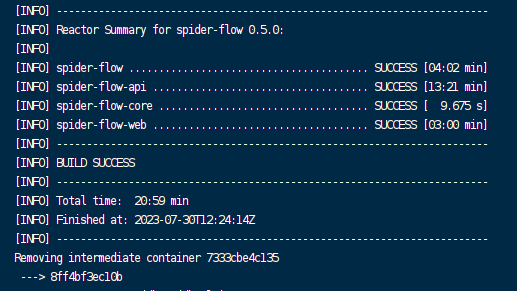 [INFO] ------------------------------------------------------------------------
[INFO] Reactor Summary for spider-flow 0.5.0:
[INFO]
[INFO] spider-flow ........................................ SUCCESS [04:02 min]
[INFO] spider-flow-api .................................... SUCCESS [13:21 min]
[INFO] spider-flow-core ................................... SUCCESS [  9.675 s]
[INFO] spider-flow-web .................................... SUCCESS [03:00 min]
[INFO] ------------------------------------------------------------------------
[INFO] BUILD SUCCESS
[INFO] ------------------------------------------------------------------------
[INFO] Total time:  20:59 min
[INFO] Finished at: 2023-07-30T12:24:14Z
[INFO] ------------------------------------------------------------------------
Removing intermediate container 7333cbe4c135
 ---> 8ff4bf3ec10b